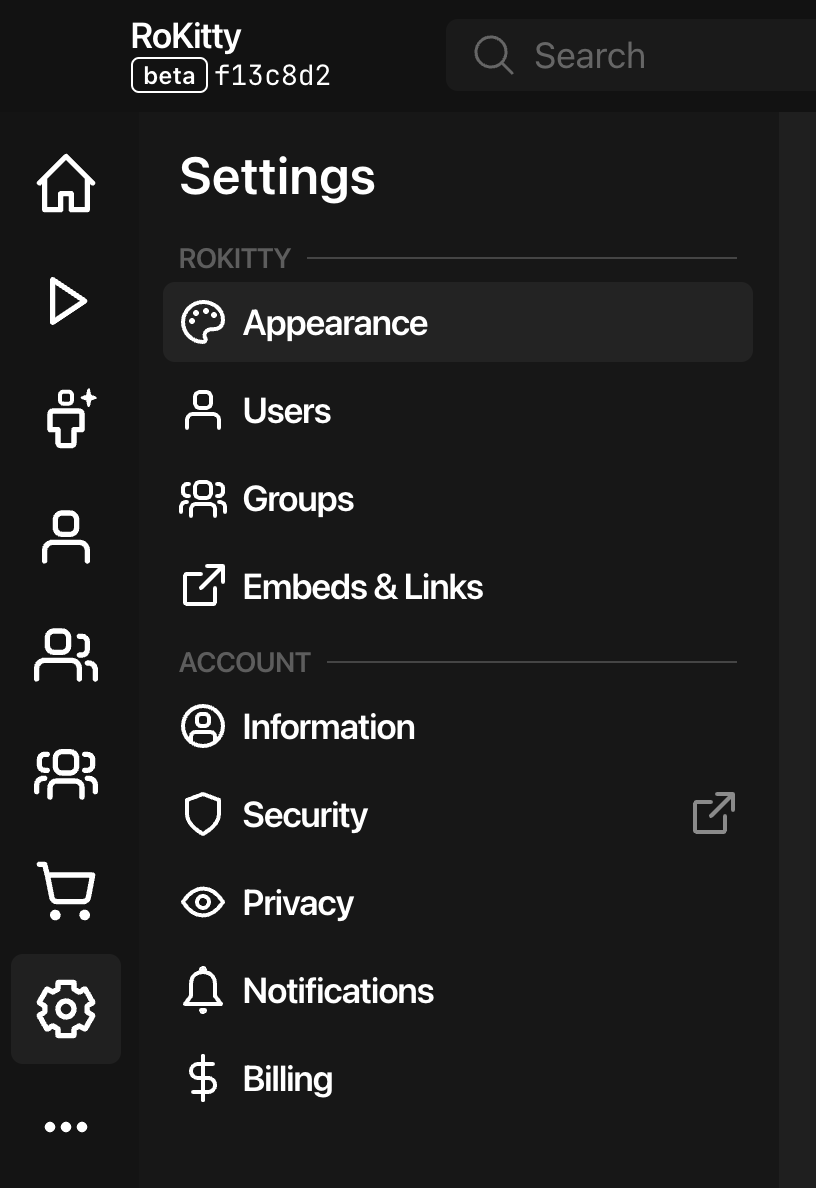 RoKitty
beta f13c8d2
Search
Settings
ROKITTY
Appearance
Users
Groups
Embeds & Links
ACCOUNT
Information
Security
Privacy
Notifications
Billing